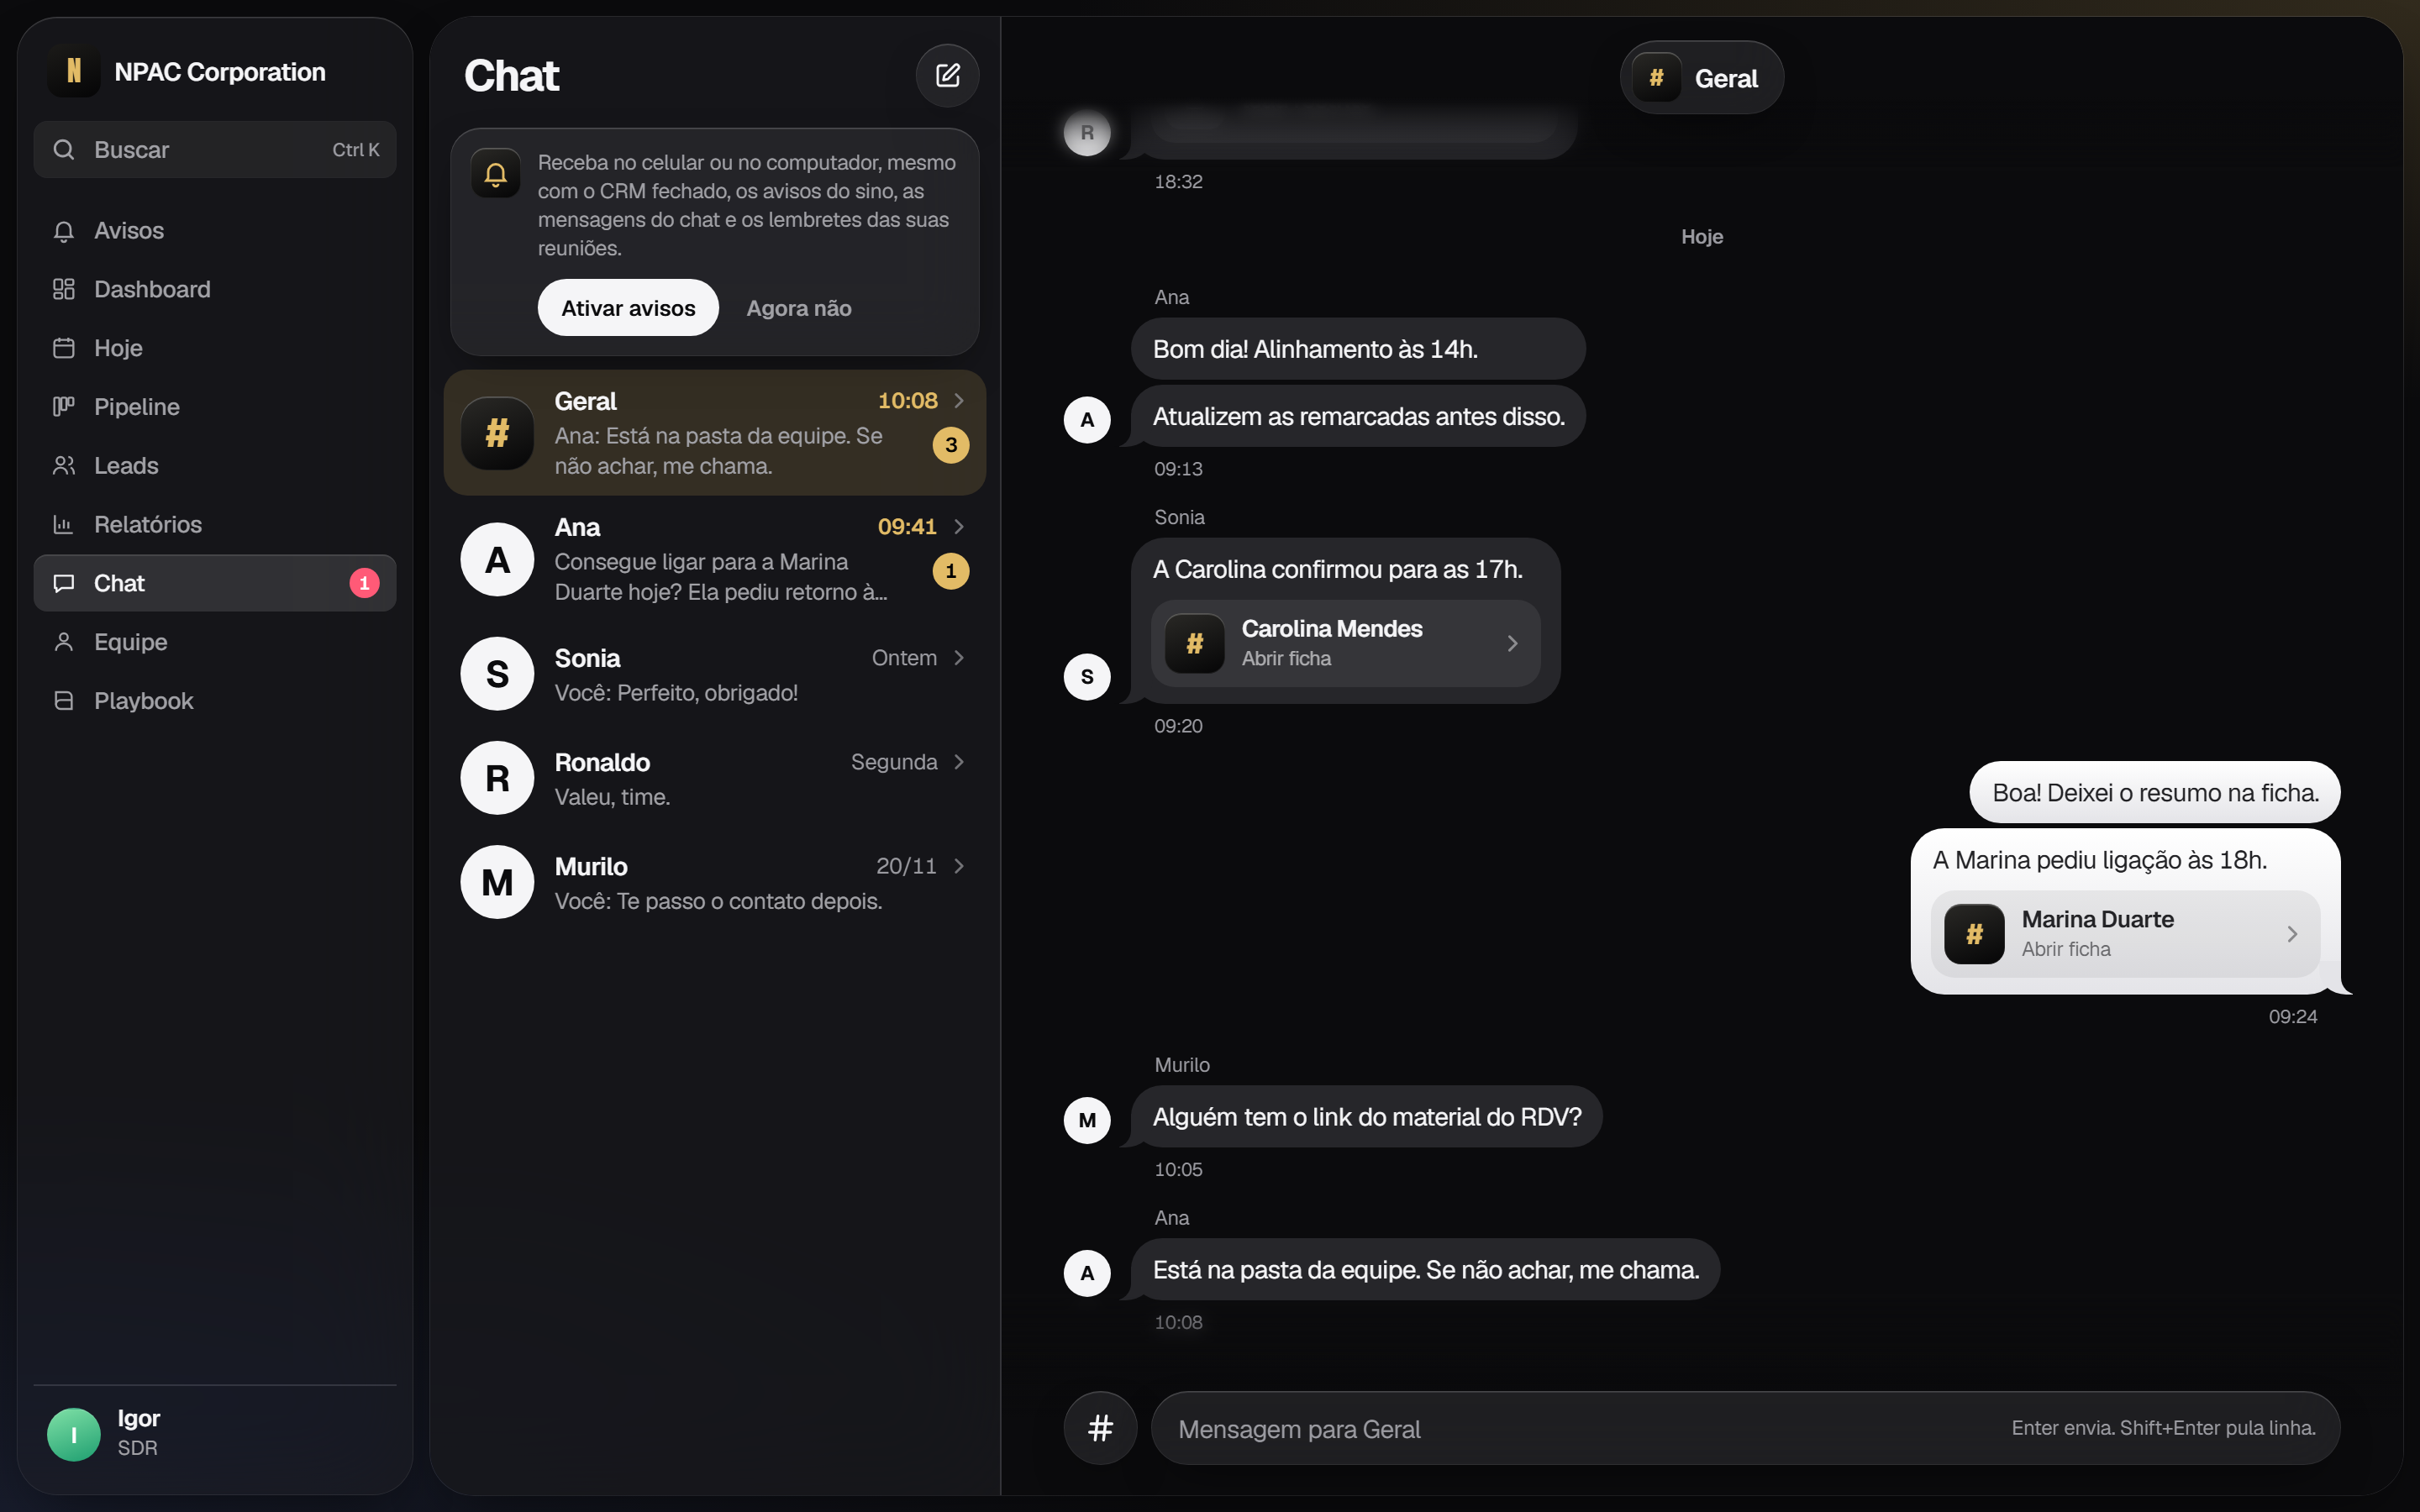 N
NPAC Corporation
Buscar
Ctrl K
Avisos
Dashboard
Hoje
Pipeline
Leads
Relatórios
Chat
1
Equipe
Playbook
I
Igor
SDR
Chat
Receba no celular ou no computador, mesmo
com o CRM fechado, os avisos do sino, as
mensagens do chat e os lembretes das suas
reuniões.
Ativar avisos
Agora não
#
Geral
10:08
Ana: Está na pasta da equipe. Se
não achar, me chama.
3
A
Ana
09:41
Consegue ligar para a Marina
Duarte hoje? Ela pediu retorno à...
1
S
Sonia
Ontem
Você: Perfeito, obrigado!
R
Ronaldo
Segunda
Valeu, time.
M
Murilo
20/11
Você: Te passo o contato depois.
#
Geral
R
18:32
Hoje
Ana
Bom dia! Alinhamento às 14h.
A
Atualizem as remarcadas antes disso.
09:13
Sonia
A Carolina confirmou para as 17h.
#
Carolina Mendes
Abrir ficha
S
09:20
Boa! Deixei o resumo na ficha.
A Marina pediu ligação às 18h.
#
Marina Duarte
Abrir ficha
09:24
Murilo
M
Alguém tem o link do material do RDV?
10:05
Ana
A
Está na pasta da equipe. Se não achar, me chama.
10:08
#
Mensagem para Geral
Enter envia. Shift+Enter pula linha.